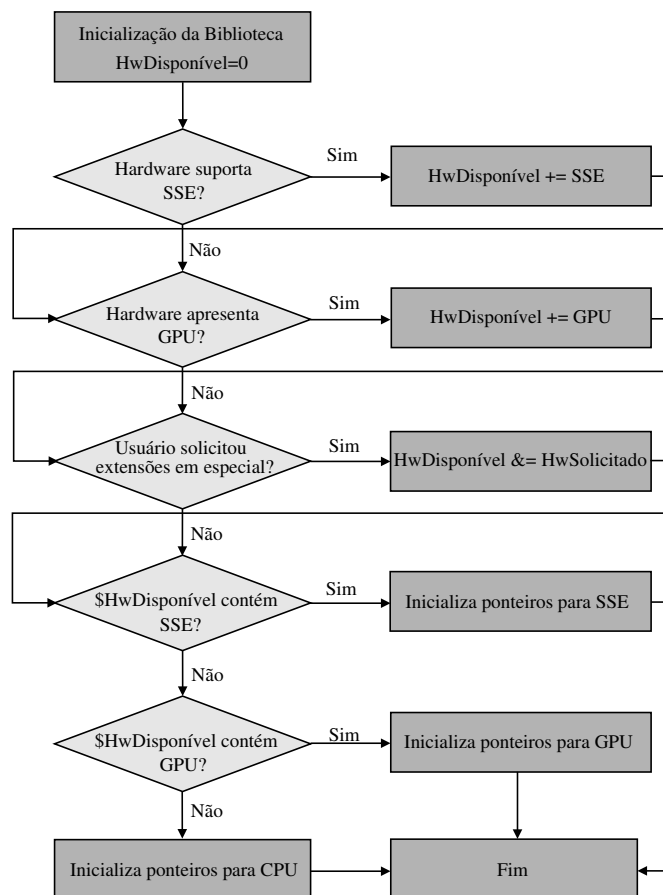 Inicialização da Biblioteca
HwDisponível=0
Hardware suporta
SSE?
Sim
HwDisponível += SSE
Não
Hardware apresenta
GPU?
Sim
HwDisponível += GPU
Não
Usuário solicitou
extensões em especial?
Sim
HwDisponível &= HwSolicitado
Não
$HwDisponível contém
SSE?
Sim
Inicializa ponteiros para SSE
Não
$HwDisponível contém
GPU?
Sim
Inicializa ponteiros para GPU
Não
Inicializa ponteiros para CPU
Fim